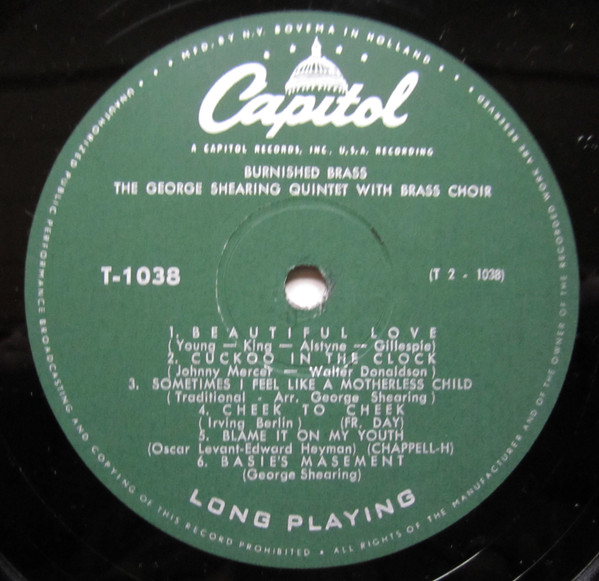 MFD. BY N.V. BOVEMA IN HOLLAND
Capitol
A CAPITOL RECORDS, INC. U.S.A. RECORDING
BURNISHED BRASS
THE GEORGE SHEARING QUINTET WITH BRASS CHOIR
T-1038
(T 2 - 1038)
1. BEAUTIFUL LOVE
(Young — King — Alstyne — Gillespie)
2. CUCKOO IN THE CLOCK
(Johnny Mercer — Walter Donaldson)
3. SOMETIMES I FEEL LIKE A MOTHERLESS CHILD
(Traditional - Arr. George Shearing)
4. CHEEK TO CHEEK
(Irving Berlin) (FR. DAY)
5. BLAME IT ON MY YOUTH
(Oscar Levant-Edward Heyman) (CHAPPELL-H)
6. BASIE'S MASEMENT
(George Shearing)
LONG PLAYING
UNAUTHORIZED PUBLIC PERFORMANCE BROADCASTING AND COPYING OF THIS RECORD PROHIBITED • ALL RIGHTS OF THE MANUFACTURER AND OF THE OWNER OF THE RECORDED WORK ARE RESERVED